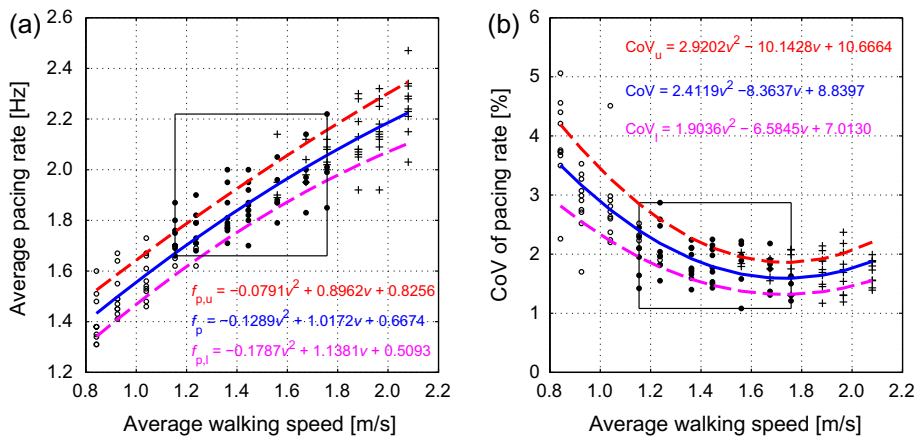 (a)
Average pacing rate [Hz]
2.6
2.4
2.2
2.0
1.8
1.6
1.4
1.2
f_p,u = −0.0791v² + 0.8962v + 0.8256
f_p = −0.1289v² + 1.0172v + 0.6674
f_p,l = −0.1787v² + 1.1381v + 0.5093
0.8 1.0 1.2 1.4 1.6 1.8 2.0 2.2
Average walking speed [m/s]
(b)
CoV of pacing rate [%]
6
5
4
3
2
1
0
CoV_u = 2.9202v² − 10.1428v + 10.6664
CoV = 2.4119v² −8.3637v + 8.8397
CoV_l = 1.9036v² −6.5845v + 7.0130
0.8 1.0 1.2 1.4 1.6 1.8 2.0 2.2
Average walking speed [m/s]